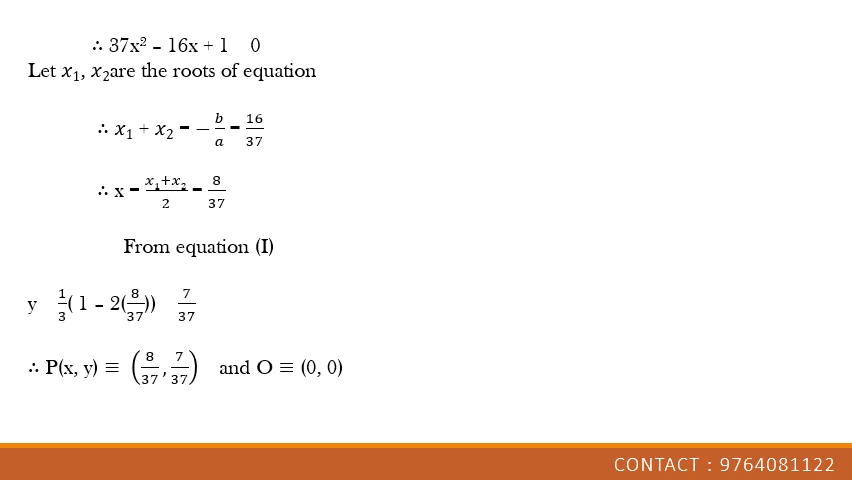 ∴ 37x² – 16x + 1 0
Let 𝑥₁, 𝑥₂are the roots of equation
∴ 𝑥₁ + 𝑥₂ = − 𝑏/𝑎 = 16/37
∴ x = (𝑥₁+𝑥₂)/2 = 8/37
From equation (I)
y 1/3( 1 – 2(8/37)) 7/37
∴ P(x, y) ≡ (8/37, 7/37) and O ≡ (0, 0)
CONTACT : 9764081122